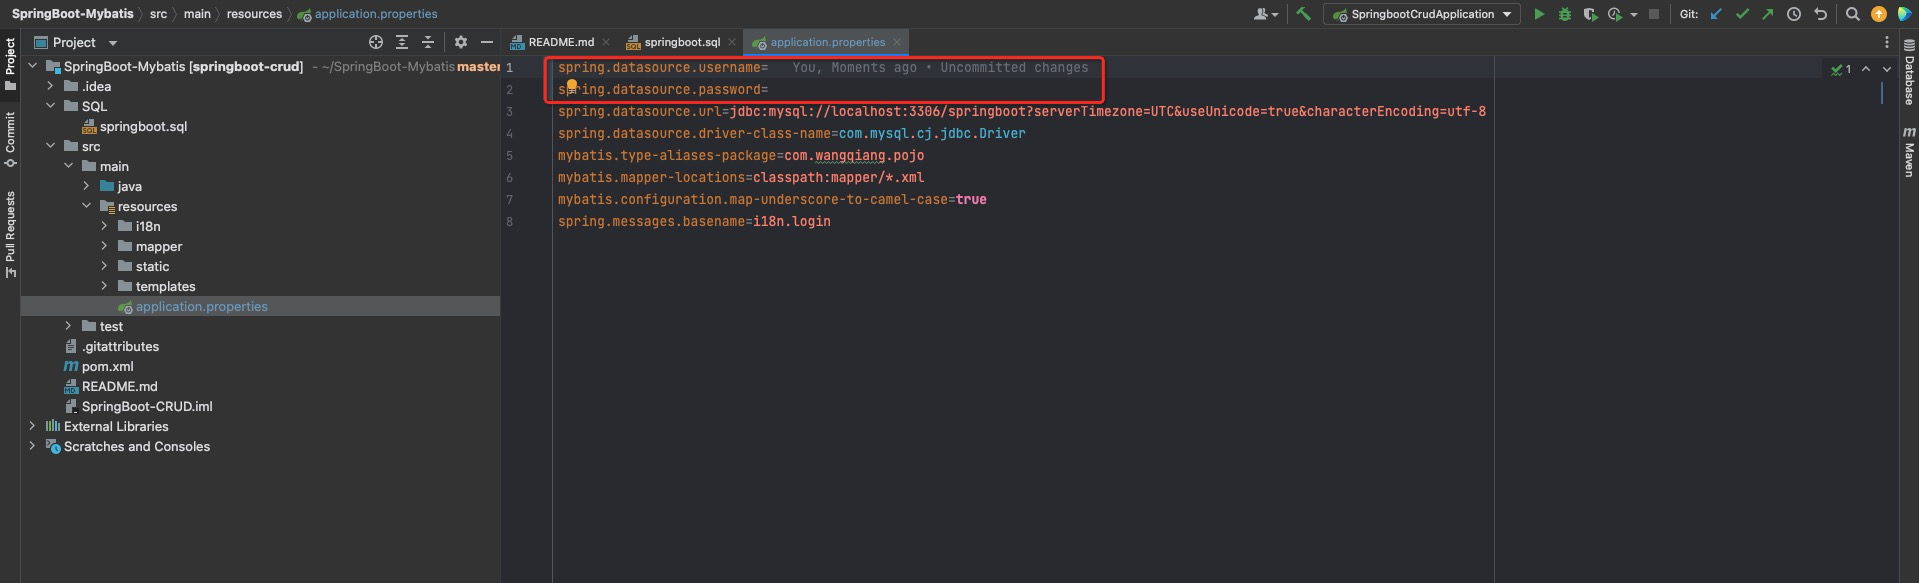 SpringBoot-Mybatis src main resources application.properties
SpringbootCrudApplication
Git:
Project
README.md
springboot.sql
application.properties
Project
Commit
Pull Requests
SpringBoot-Mybatis [springboot-crud] - ~/SpringBoot-Mybatis master
.idea
SQL
springboot.sql
src
main
java
resources
i18n
mapper
static
templates
application.properties
test
.gitattributes
pom.xml
README.md
SpringBoot-CRUD.iml
External Libraries
Scratches and Consoles
1 spring.datasource.username= You, Moments ago • Uncommitted changes
2 spring.datasource.password=
3 spring.datasource.url=jdbc:mysql://localhost:3306/springboot?serverTimezone=UTC&useUnicode=true&characterEncoding=utf-8
4 spring.datasource.driver-class-name=com.mysql.cj.jdbc.Driver
5 mybatis.type-aliases-package=com.wangqiang.pojo
6 mybatis.mapper-locations=classpath:mapper/*.xml
7 mybatis.configuration.map-underscore-to-camel-case=true
8 spring.messages.basename=i18n.login
1
Database
m Maven